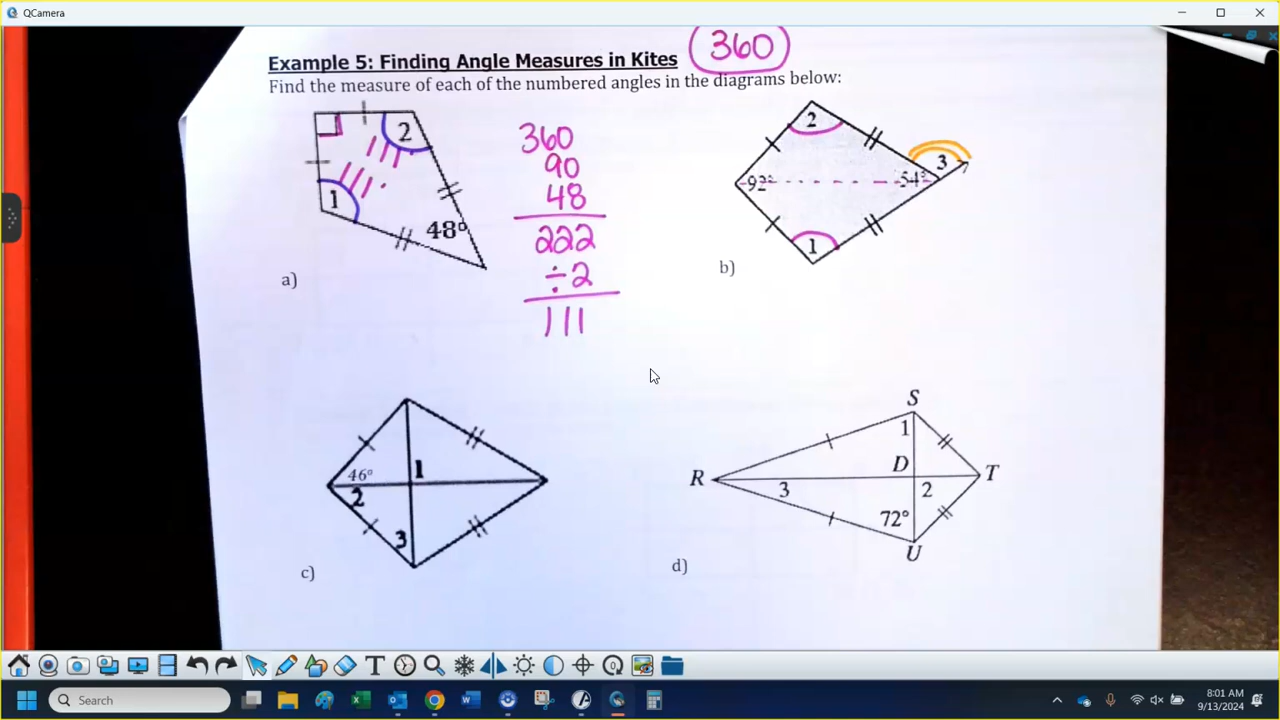 QCamera
360
Example 5: Finding Angle Measures in Kites
Find the measure of each of the numbered angles in the diagrams below:
2
1
48°
a)
360
90
48
222
÷2
111
2
92°
54°
3
1
b)
46°
1
2
3
c)
S
1
R
D
T
3
2
72°
U
d)
Search
8:01 AM
9/13/2024